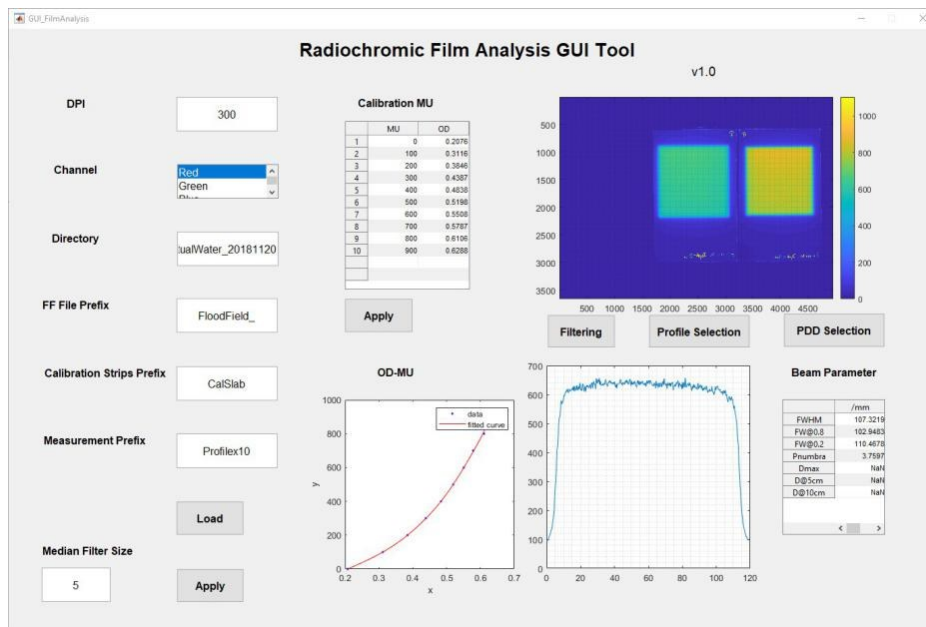 GUI_FilmAnalysis
Radiochromic Film Analysis GUI Tool
v1.0
DPI
300
Channel
Red
Green
Directory
tualWater_20181120
FF File Prefix
FloodField_
Calibration Strips Prefix
CalSlab
Measurement Prefix
Profilex10
Load
Median Filter Size
5
Apply
Calibration MU
MU OD
1 0 0.2076
2 100 0.3116
3 200 0.3846
4 300 0.4387
5 400 0.4838
6 500 0.5198
7 600 0.5508
8 700 0.5787
9 800 0.6106
10 900 0.6288
Apply
OD-MU
1000
800
600
400
200
0
y
data
fitted curve
0.2 0.3 0.4 0.5 0.6 0.7
x
500
1000
1500
2000
2500
3000
3500
500 1000 1500 2000 2500 3000 3500 4000 4500
1000
800
600
400
200
0
Filtering
Profile Selection
PDD Selection
700
600
500
400
300
200
100
0
0 20 40 60 80 100 120
Beam Parameter
/mm
FWHM 107.3219
FW@0.8 102.9483
FW@0.2 110.4678
Pnumbra 3.7597
Dmax NaN
D@5cm NaN
D@10cm NaN